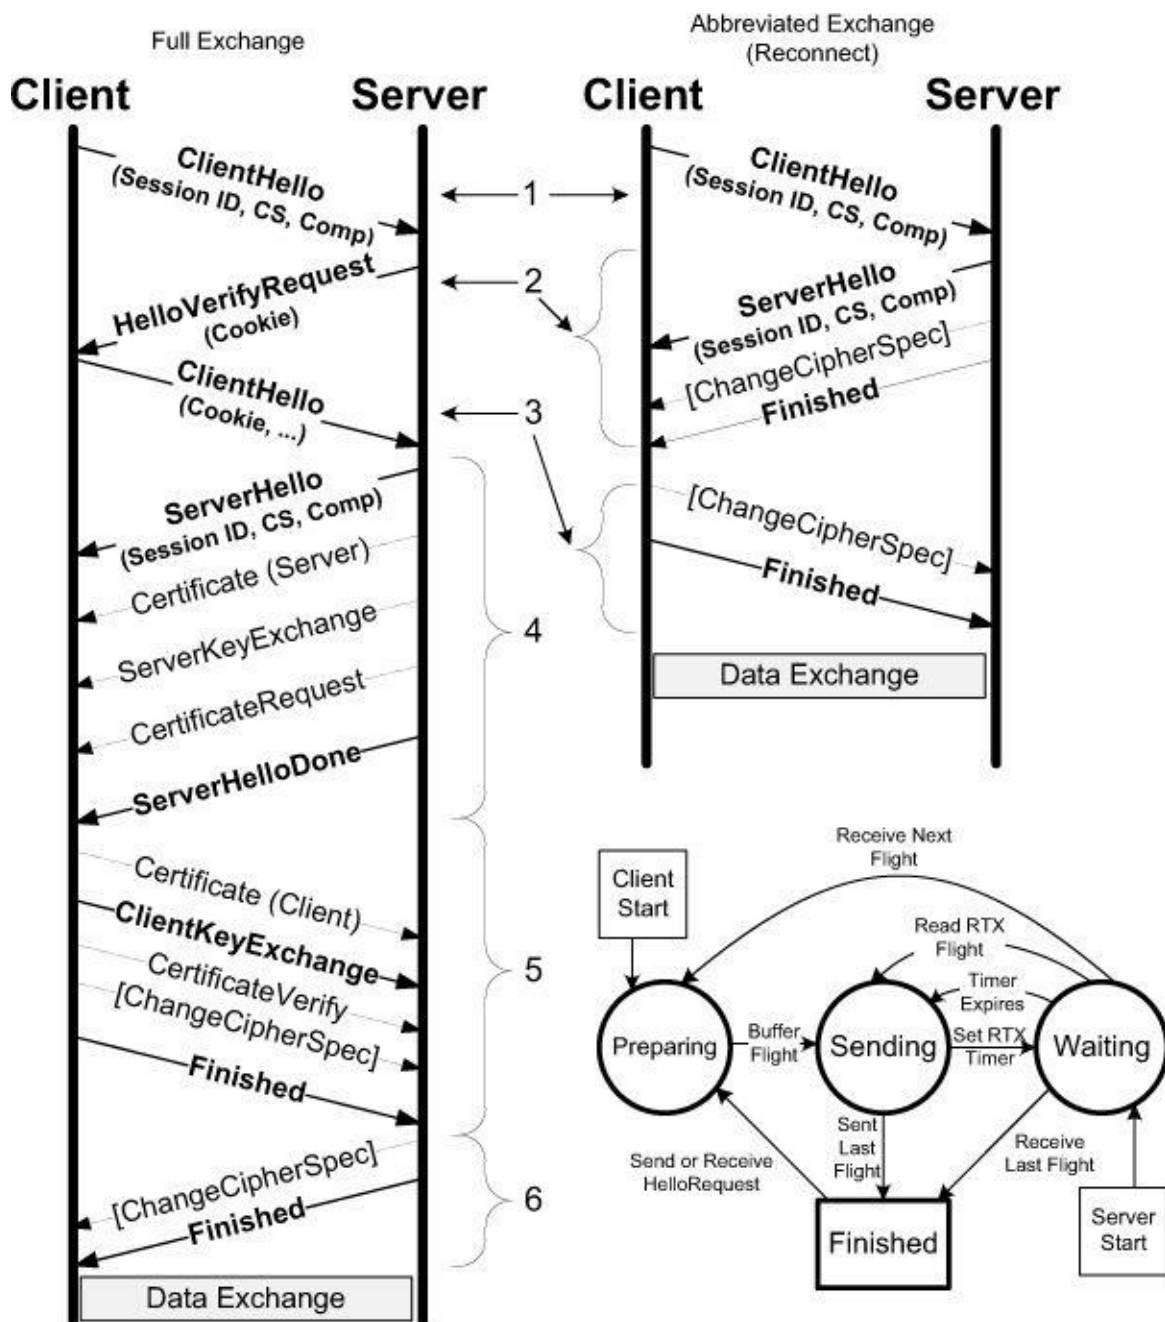 Full Exchange
Abbreviated Exchange
(Reconnect)
Client
Server
Client
Server
ClientHello
(Session ID, CS, Comp)
HelloVerifyRequest
(Cookie)
ClientHello
(Cookie, ...)
ServerHello
(Session ID, CS, Comp)
Certificate (Server)
ServerKeyExchange
CertificateRequest
ServerHelloDone
Certificate (Client)
ClientKeyExchange
CertificateVerify
[ChangeCipherSpec]
Finished
[ChangeCipherSpec]
Finished
Data Exchange
1
2
3
4
5
6
ClientHello
(Session ID, CS, Comp)
ServerHello
(Session ID, CS, Comp)
[ChangeCipherSpec]
Finished
[ChangeCipherSpec]
Finished
Data Exchange
Receive Next
Flight
Client
Start
Read RTX
Flight
Timer
Expires
Preparing
Buffer
Flight
Sending
Set RTX
Timer
Waiting
Sent
Last
Flight
Send or Receive
HelloRequest
Receive
Last Flight
Finished
Server
Start